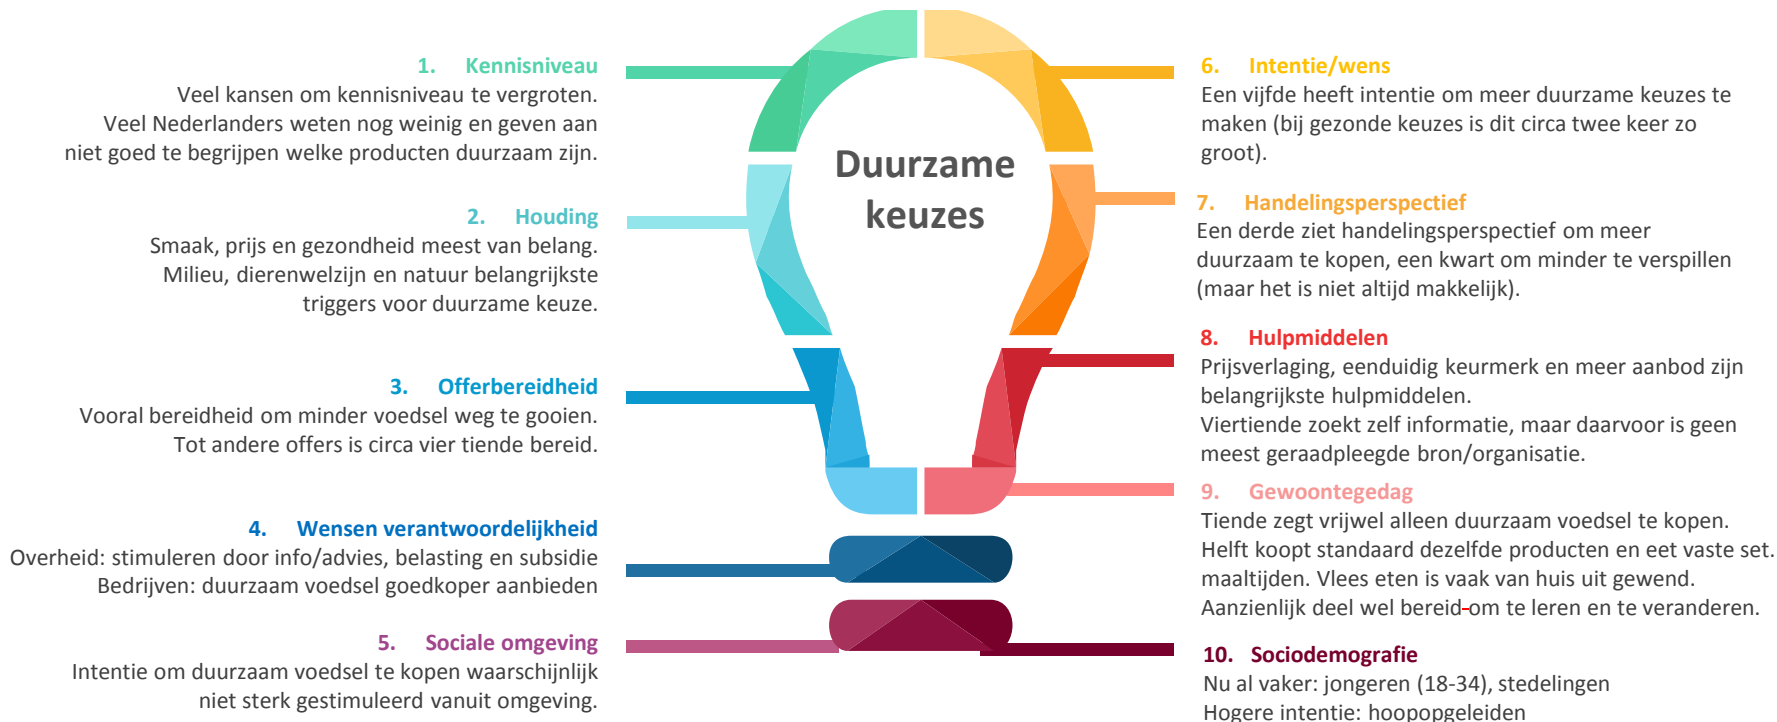 1. Kennisniveau
Veel kansen om kennisniveau te vergroten.
Veel Nederlanders weten nog weinig en geven aan
niet goed te begrijpen welke producten duurzaam zijn.
2. Houding
Smaak, prijs en gezondheid meest van belang.
Milieu, dierenwelzijn en natuur belangrijkste
triggers voor duurzame keuze.
3. Offerbereidheid
Vooral bereidheid om minder voedsel weg te gooien.
Tot andere offers is circa vier tiende bereid.
4. Wensen verantwoordelijkheid
Overheid: stimuleren door info/advies, belasting en subsidie
Bedrijven: duurzaam voedsel goedkoper aanbieden
5. Sociale omgeving
Intentie om duurzaam voedsel te kopen waarschijnlijk
niet sterk gestimuleerd vanuit omgeving.
Duurzame
keuzes
6. Intentie/wens
Een vijfde heeft intentie om meer duurzame keuzes te
maken (bij gezonde keuzes is dit circa twee keer zo
groot).
7. Handelingsperspectief
Een derde ziet handelingsperspectief om meer
duurzaam te kopen, een kwart om minder te verspillen
(maar het is niet altijd makkelijk).
8. Hulpmiddelen
Prijsverlaging, eenduidig keurmerk en meer aanbod zijn
belangrijkste hulpmiddelen.
Viertiende zoekt zelf informatie, maar daarvoor is geen
meest geraadpleegde bron/organisatie.
9. Gewoontegedag
Tiende zegt vrijwel alleen duurzaam voedsel te kopen.
Helft koopt standaard dezelfde producten en eet vaste set.
maaltijden. Vlees eten is vaak van huis uit gewend.
Aanzienlijk deel wel bereid-om te leren en te veranderen.
10. Sociodemografie
Nu al vaker: jongeren (18-34), stedelingen
Hogere intentie: hoopopgeleiden